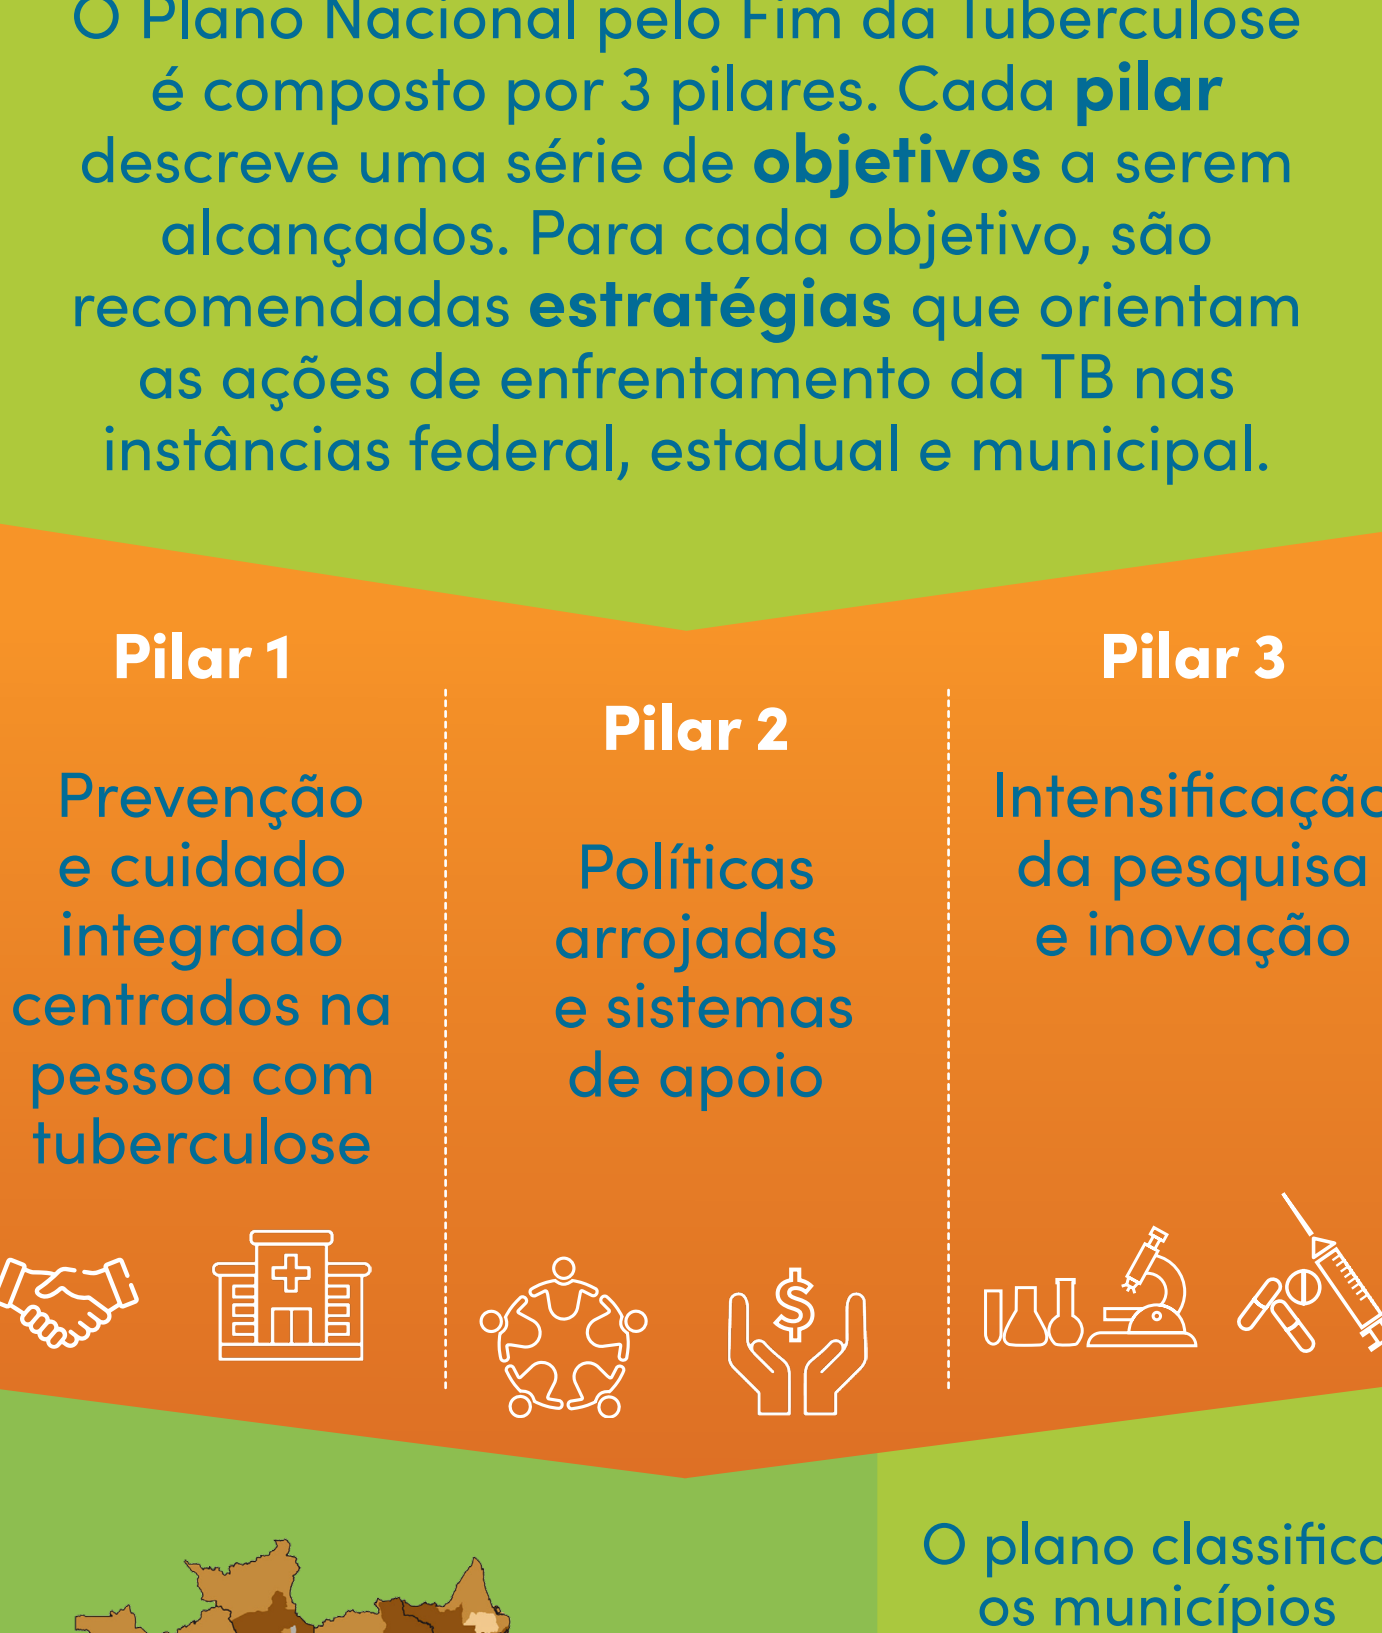 O Plano Nacional pelo Fim da Tuberculose
é composto por 3 pilares. Cada pilar
descreve uma série de objetivos a serem
alcançados. Para cada objetivo, são
recomendadas estratégias que orientam
as ações de enfrentamento da TB nas
instâncias federal, estadual e municipal.
Pilar 1
Prevenção
e cuidado
integrado
centrados na
pessoa com
tuberculose
Pilar 2
Políticas
arrojadas
e sistemas
de apoio
$
Pilar 3
Intensificação
da pesquisa
e inovação
O plano classifica
os municípios